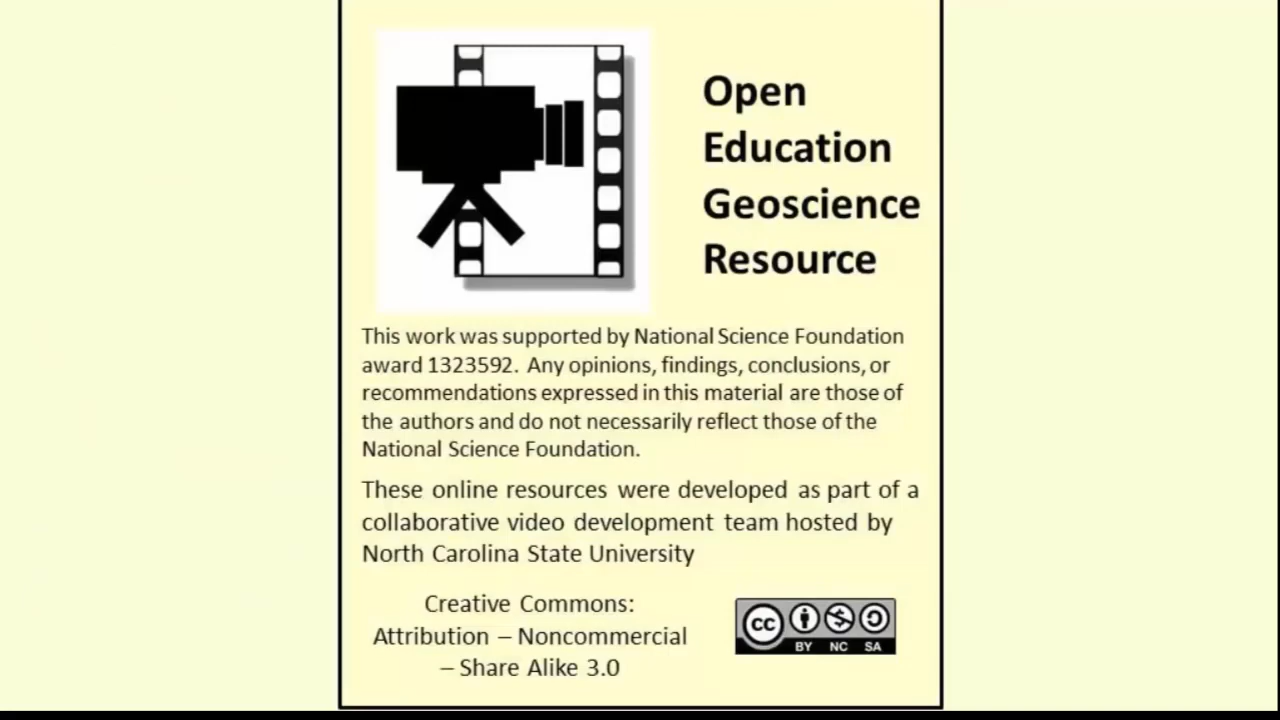 Open
Education
Geoscience
Resource
This work was supported by National Science Foundation
award 1323592. Any opinions, findings, conclusions, or
recommendations expressed in this material are those of
the authors and do not necessarily reflect those of the
National Science Foundation.
These online resources were developed as part of a
collaborative video development team hosted by
North Carolina State University
Creative Commons:
Attribution – Noncommercial
– Share Alike 3.0
CC
BY NC SA